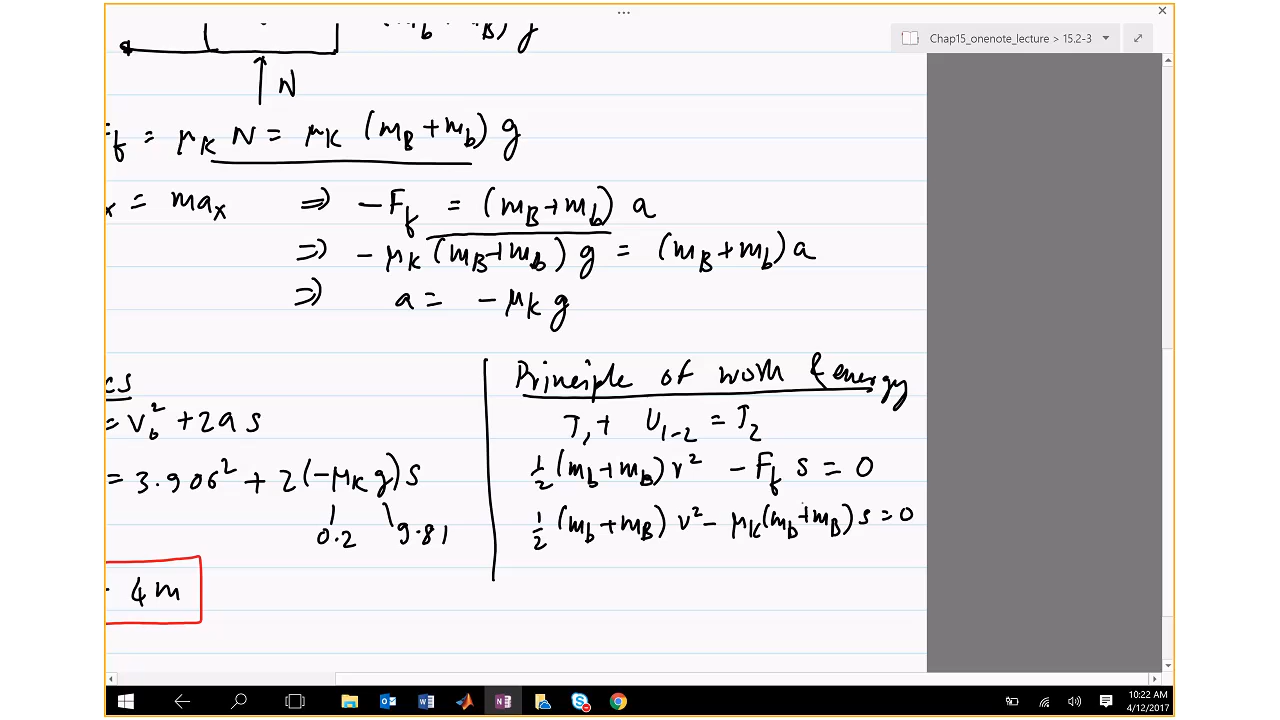 Chap15_onenote_lecture > 15.2-3
N
f = μK N = μK (mB+mb) g
x = max ⇒ -Ff = (mB+mb) a
⇒ -μK (mB+mb) g = (mB+mb) a
⇒ a = -μK g
cs
= vb² + 2as
= 3.906² + 2(-μK g) s
0.2 9.81
4 m
Principle of work & energy
T1 + U1-2 = T2
½ (mb+mB) v² - Ff s = 0
½ (mb+mB) v² - μK(mb+mB) s = 0
10:22 AM
4/12/2017